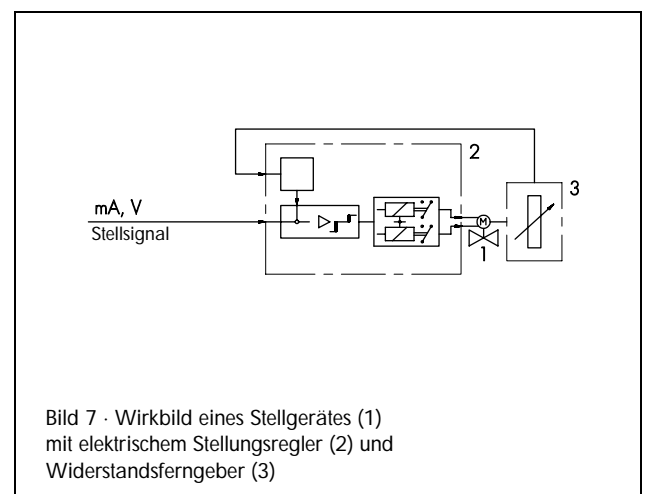 2
3
mA, V
Stellsignal
M
1
Bild 7 · Wirkbild eines Stellgerätes (1)
mit elektrischem Stellungsregler (2) und
Widerstandsferngeber (3)